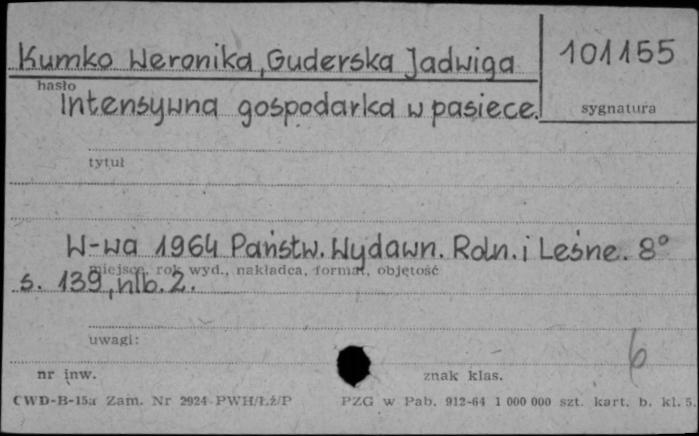 Kumko Weronika, Guderska Jadwiga
101155
hasło
sygnatura
Intensywna gospodarka w pasiece.
tytuł
W-wa 1964 Państw. Wydawn. Roln. i Leśne. 8°
miejsce, rok wyd., nakładca, format, objętość
s. 139, nlb. 2.
uwagi:
6
nr inw.
znak klas.
CWD-B-15a Zam. Nr 2924 PWH/Łź/P
PZG w Pab. 912-64 1 000 000 szt. kart. b. kl. 5.